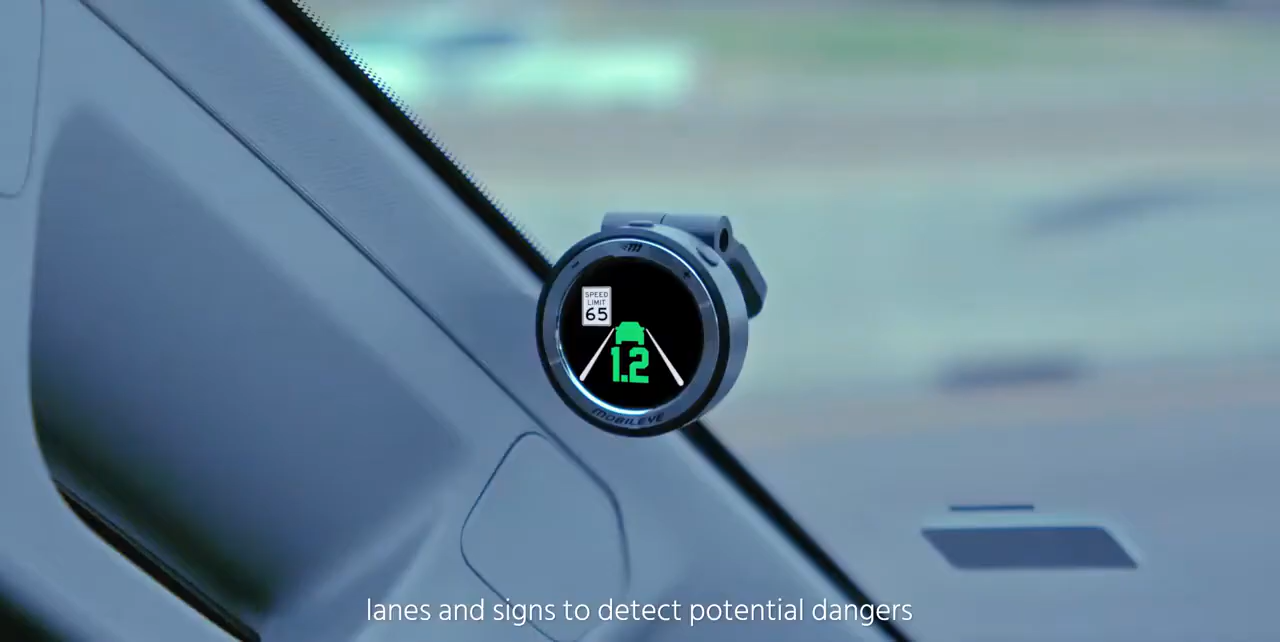 SPEED
LIMIT
65
1.2
MOBILEYE
lanes and signs to detect potential dangers